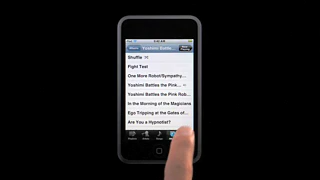 Yoshimi Battle...
Shuffle
Fight Test
One More Robot/Sympathy...
Yoshimi Battles the Pink...
Yoshimi Battles the Pink Rob...
In the Morning of the Magicians
Ego Tripping at the Gates of...
Are You a Hypnotist?